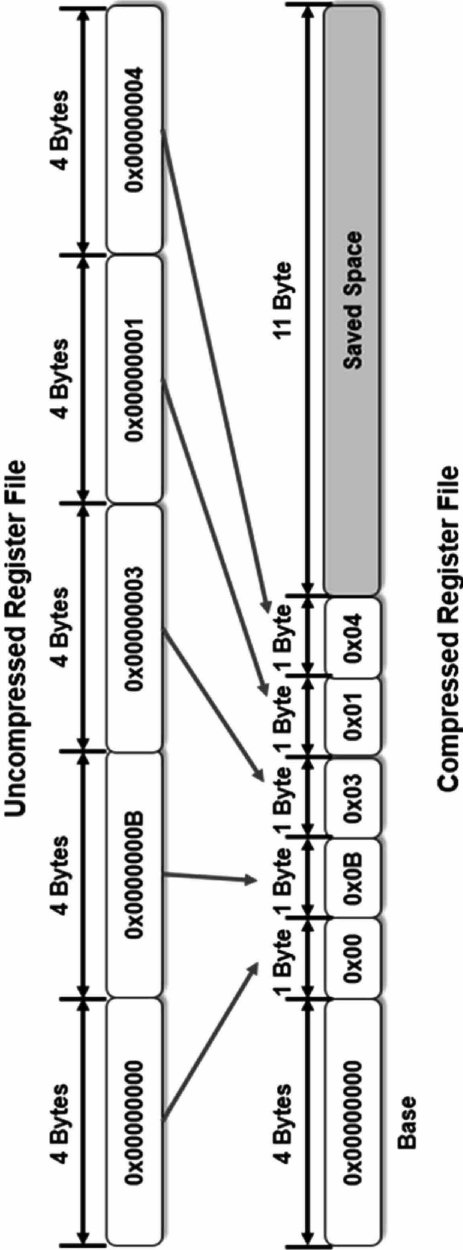 Uncompressed Register File
4 Bytes 4 Bytes 4 Bytes 4 Bytes 4 Bytes
0x00000000 0x0000000B 0x00000003 0x00000001 0x00000004
4 Bytes 1 Byte 1 Byte 1 Byte 1 Byte 1 Byte 11 Byte
0x00000000 0x00 0x0B 0x03 0x01 0x04 Saved Space
Base
Compressed Register File